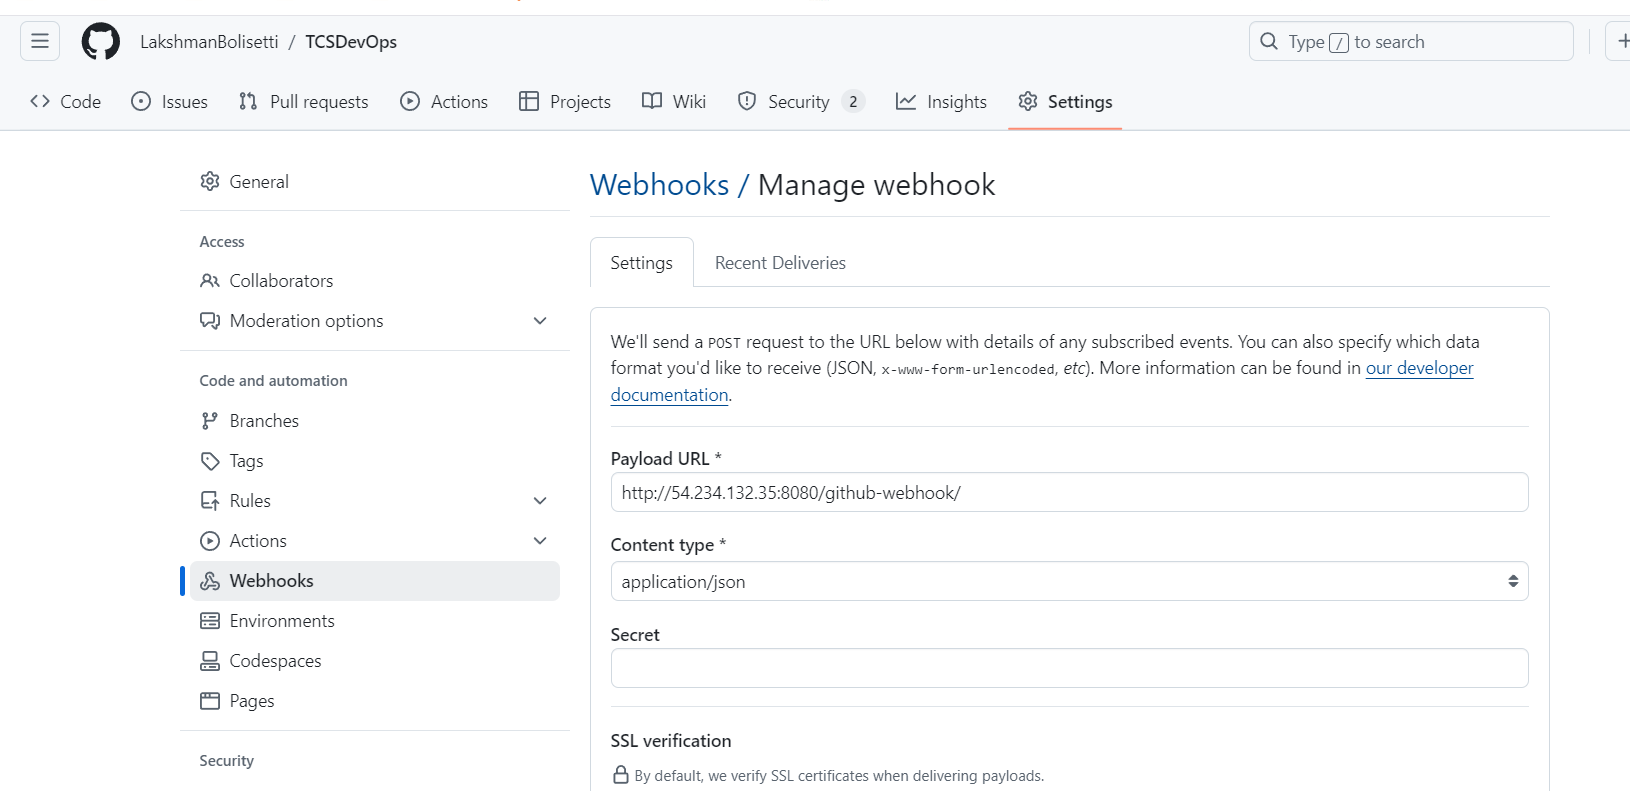 LakshmanBolisetti / TCSDevOps
Type / to search
Code
Issues
Pull requests
Actions
Projects
Wiki
Security 2
Insights
Settings
General
Access
Collaborators
Moderation options
Code and automation
Branches
Tags
Rules
Actions
Webhooks
Environments
Codespaces
Pages
Security
Webhooks / Manage webhook
Settings
Recent Deliveries
We'll send a POST request to the URL below with details of any subscribed events. You can also specify which data
format you'd like to receive (JSON, x-www-form-urlencoded, etc). More information can be found in our developer
documentation.
Payload URL *
http://54.234.132.35:8080/github-webhook/
Content type *
application/json
Secret
SSL verification
By default, we verify SSL certificates when delivering payloads.